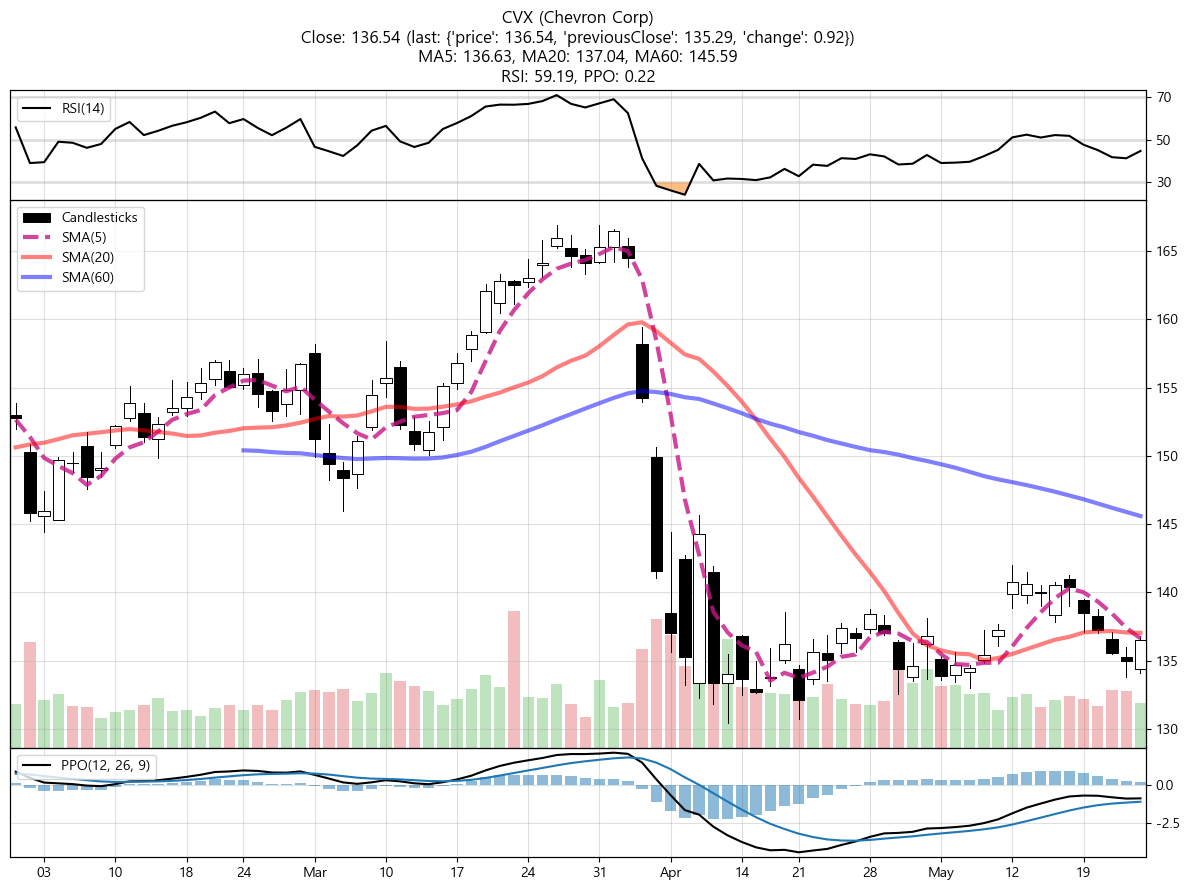 CVX (Chevron Corp)
Close: 136.54 (last: {'price': 136.54, 'previousClose': 135.29, 'change': 0.92})
MA5: 136.63, MA20: 137.04, MA60: 145.59
RSI: 59.19, PPO: 0.22
RSI(14)
70
50
30
Candlesticks
SMA(5)
SMA(20)
SMA(60)
165
160
155
150
145
140
135
130
PPO(12, 26, 9)
0.0
−2.5
03 10 18 24 Mar 10 17 24 31 Apr 14 21 28 May 12 19